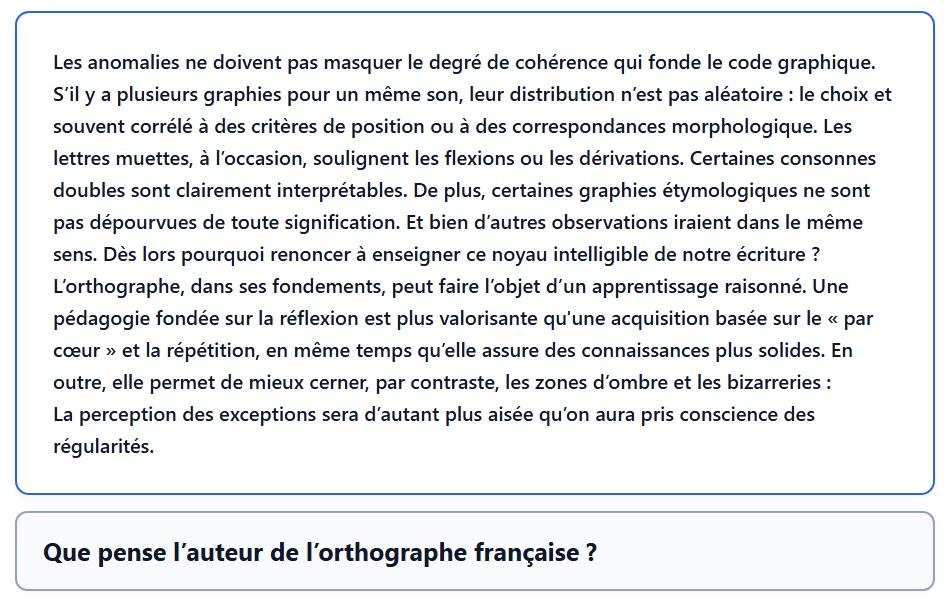 Les anomalies ne doivent pas masquer le degré de cohérence qui fonde le code graphique.
S’il y a plusieurs graphies pour un même son, leur distribution n’est pas aléatoire : le choix et
souvent corrélé à des critères de position ou à des correspondances morphologique. Les
lettres muettes, à l’occasion, soulignent les flexions ou les dérivations. Certaines consonnes
doubles sont clairement interprétables. De plus, certaines graphies étymologiques ne sont
pas dépourvues de toute signification. Et bien d’autres observations iraient dans le même
sens. Dès lors pourquoi renoncer à enseigner ce noyau intelligible de notre écriture ?
L’orthographe, dans ses fondements, peut faire l’objet d’un apprentissage raisonné. Une
pédagogie fondée sur la réflexion est plus valorisante qu'une acquisition basée sur le « par
cœur » et la répétition, en même temps qu’elle assure des connaissances plus solides. En
outre, elle permet de mieux cerner, par contraste, les zones d’ombre et les bizarreries :
La perception des exceptions sera d’autant plus aisée qu’on aura pris conscience des
régularités.
Que pense l’auteur de l’orthographe française ?